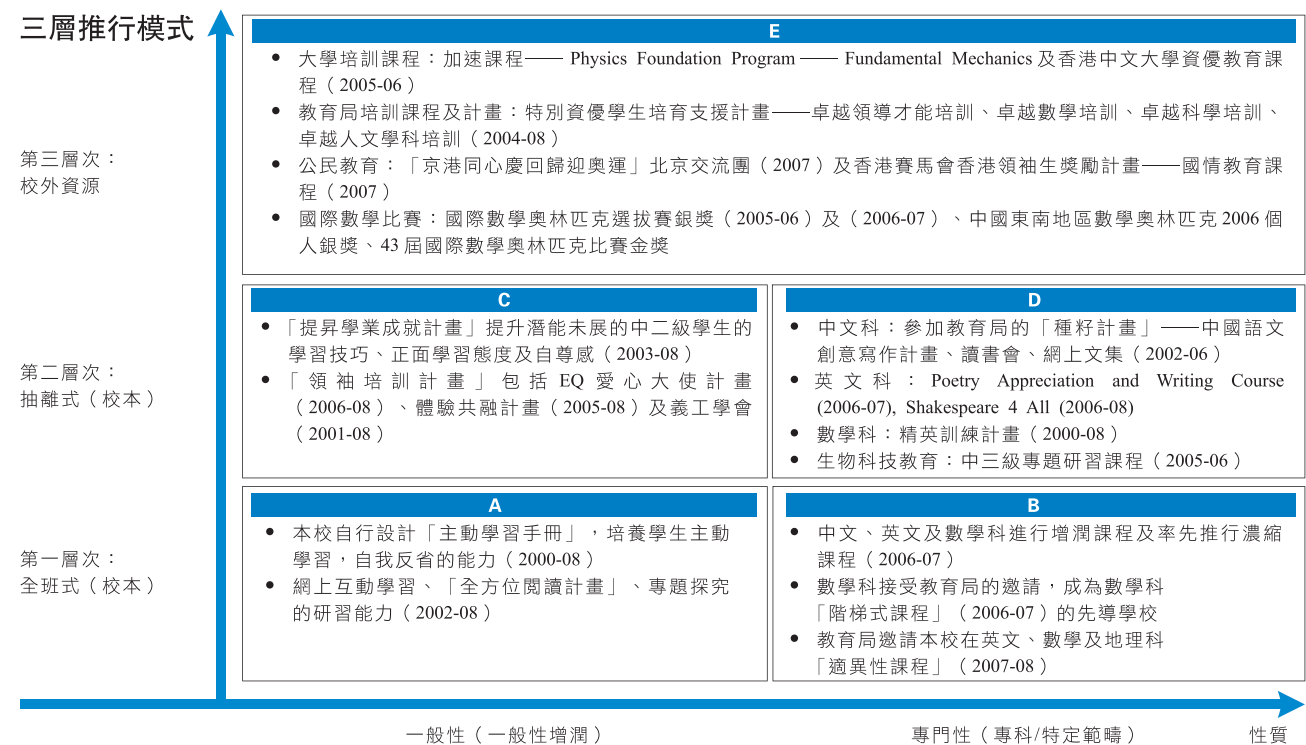 三層推行模式
E
● 大學培訓課程：加速課程—— Physics Foundation Program —— Fundamental Mechanics 及香港中文大學資優教育課
程（2005-06）
● 教育局培訓課程及計畫：特別資優學生培育支援計畫——卓越領導才能培訓、卓越數學培訓、卓越科學培訓、
卓越人文學科培訓（2004-08）
第三層次：
校外資源
● 公民教育：「京港同心慶回歸迎奧運」北京交流團（2007）及香港賽馬會香港領袖生獎勵計畫——國情教育課
程（2007）
● 國際數學比賽：國際數學奧林匹克選拔賽銀獎（2005-06）及（2006-07）、中國東南地區數學奧林匹克 2006 個
人銀獎、43 屆國際數學奧林匹克比賽金獎
第二層次：
抽離式（校本）
C
● 「提昇學業成就計畫」提升潛能未展的中二級學生的
學習技巧、正面學習態度及自尊感（2003-08）
● 「領袖培訓計畫」包括 EQ 愛心大使計畫
（2006-08）、體驗共融計畫（2005-08）及義工學會
（2001-08）
D
● 中文科：參加教育局的「種籽計畫」——中國語文
創意寫作計畫、讀書會、網上文集（2002-06）
● 英文科：Poetry Appreciation and Writing Course
(2006-07), Shakespeare 4 All (2006-08)
● 數學科：精英訓練計畫（2000-08）
● 生物科技教育：中三級專題研習課程（2005-06）
第一層次：
全班式（校本）
A
● 本校自行設計「主動學習手冊」，培養學生主動
學習，自我反省的能力（2000-08）
● 網上互動學習、「全方位閱讀計畫」、專題探究
的研習能力（2002-08）
B
● 中文、英文及數學科進行增潤課程及率先推行濃縮
課程（2006-07）
● 數學科接受教育局的邀請，成為數學科
「階梯式課程」（2006-07）的先導學校
● 教育局邀請本校在英文、數學及地理科
「適異性課程」（2007-08）
一般性（一般性增潤）
專門性（專科/特定範疇）
性質